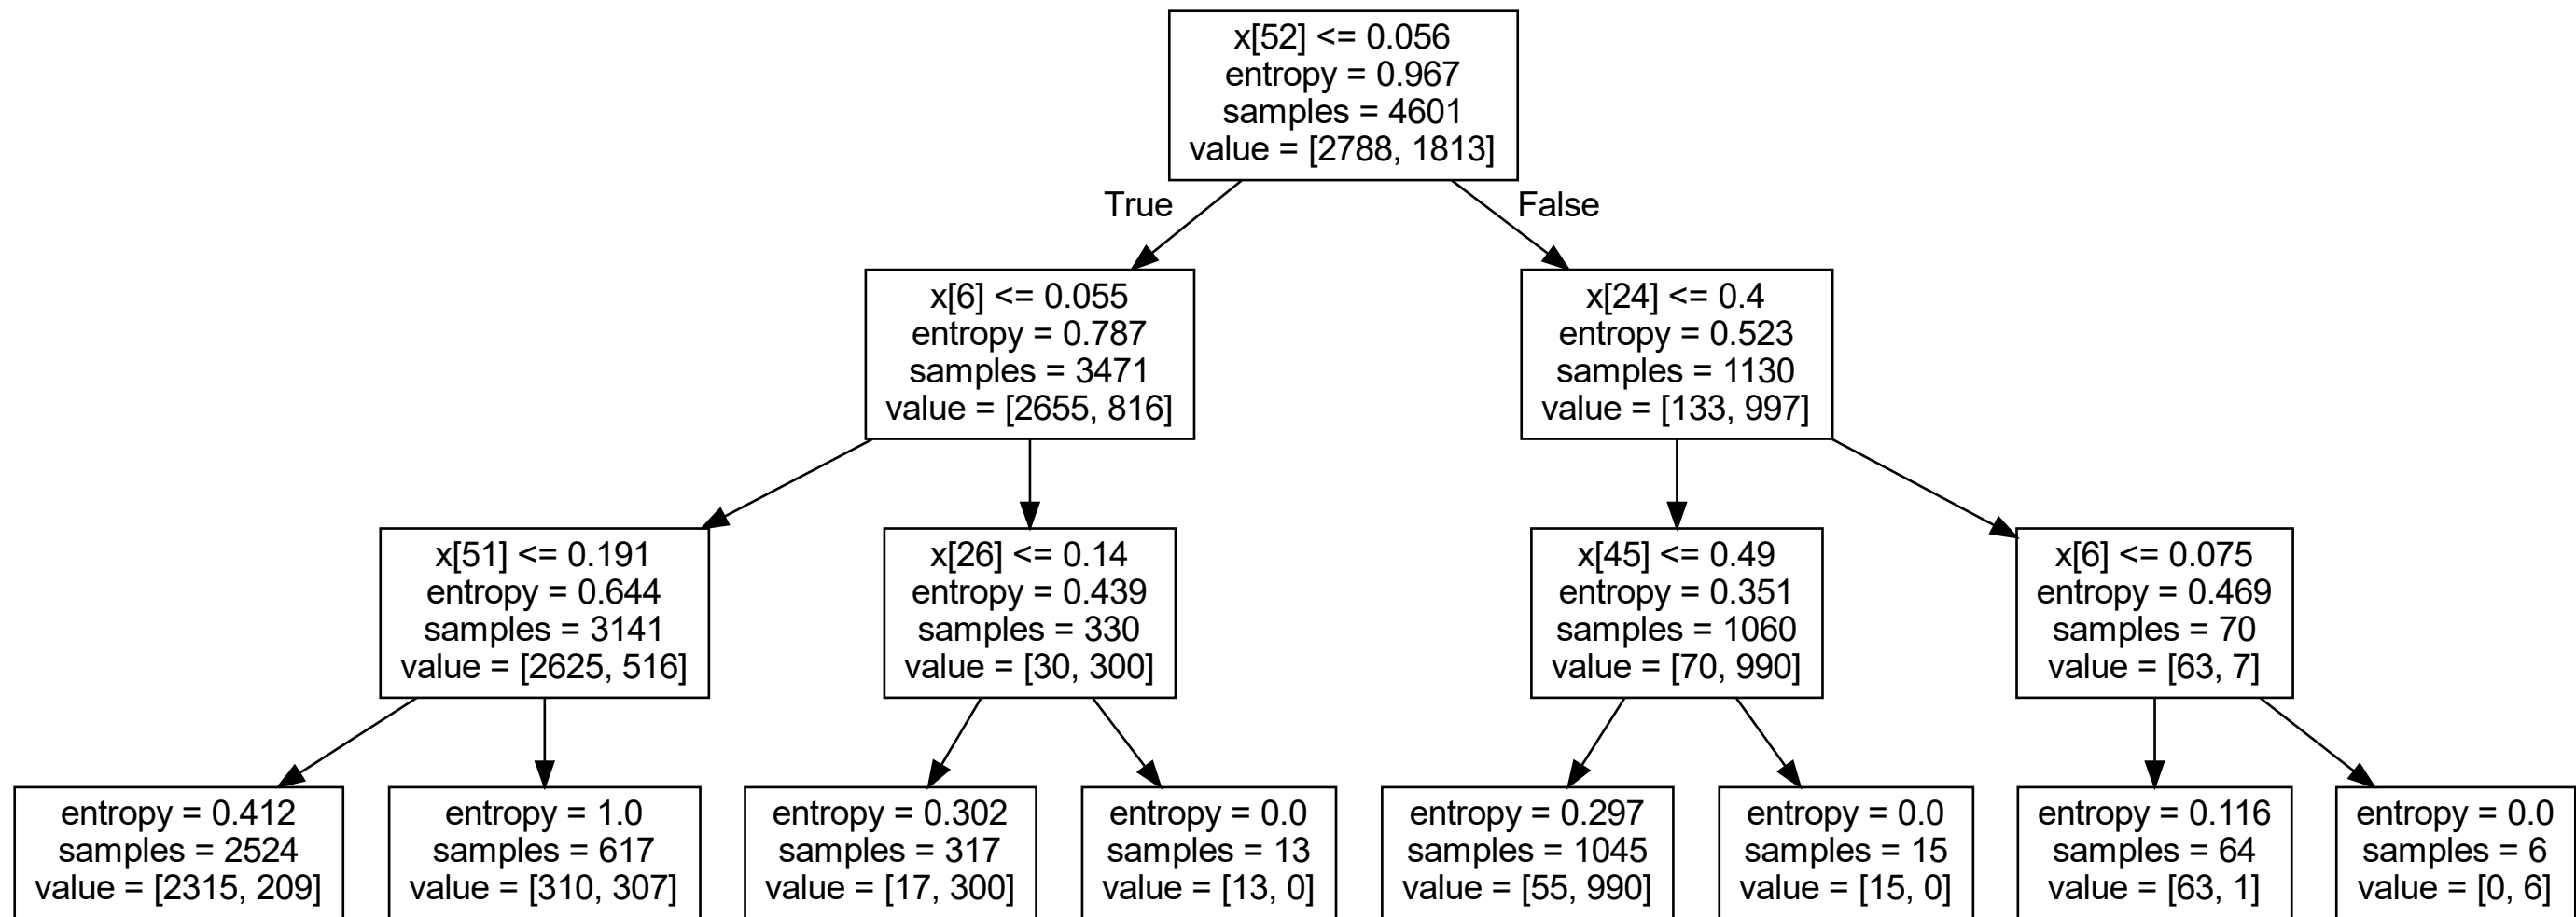 x[52] <= 0.056
entropy = 0.967
samples = 4601
value = [2788, 1813]
True
False
x[6] <= 0.055
entropy = 0.787
samples = 3471
value = [2655, 816]
x[24] <= 0.4
entropy = 0.523
samples = 1130
value = [133, 997]
x[51] <= 0.191
entropy = 0.644
samples = 3141
value = [2625, 516]
x[26] <= 0.14
entropy = 0.439
samples = 330
value = [30, 300]
x[45] <= 0.49
entropy = 0.351
samples = 1060
value = [70, 990]
x[6] <= 0.075
entropy = 0.469
samples = 70
value = [63, 7]
entropy = 0.412
samples = 2524
value = [2315, 209]
entropy = 1.0
samples = 617
value = [310, 307]
entropy = 0.302
samples = 317
value = [17, 300]
entropy = 0.0
samples = 13
value = [13, 0]
entropy = 0.297
samples = 1045
value = [55, 990]
entropy = 0.0
samples = 15
value = [15, 0]
entropy = 0.116
samples = 64
value = [63, 1]
entropy = 0.0
samples = 6
value = [0, 6]